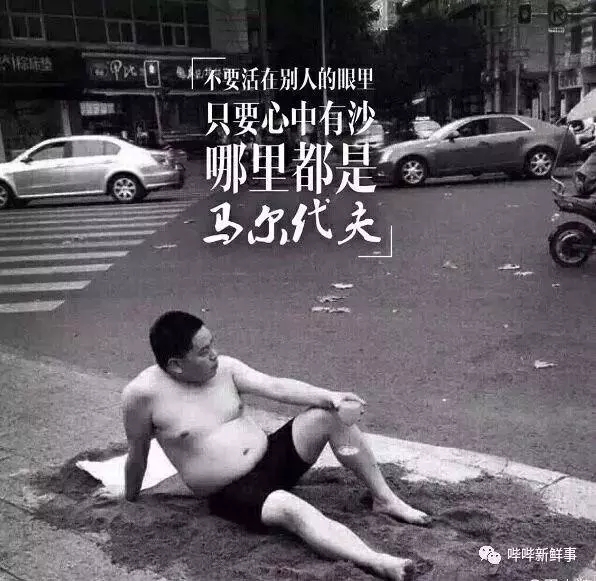 「不要活在别人的眼里
只要心中有沙
哪里都是
马尔代夫」
哔哔新鲜事